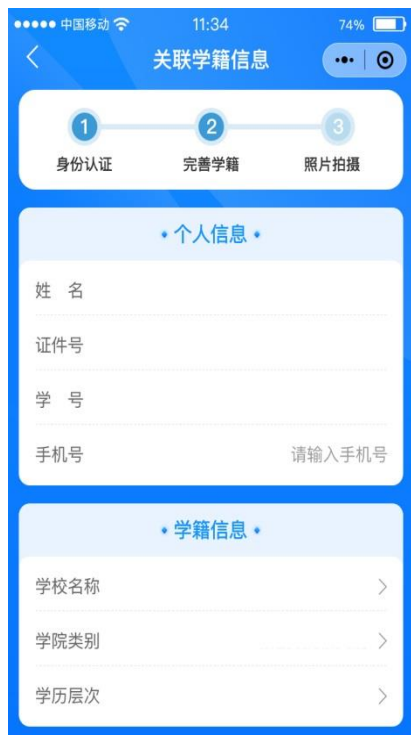 中国移动 11:34 74%
关联学籍信息
1 2 3
身份认证 完善学籍 照片拍摄
个人信息
姓 名
证件号
学 号
手机号 请输入手机号
学籍信息
学校名称
学院类别
学历层次